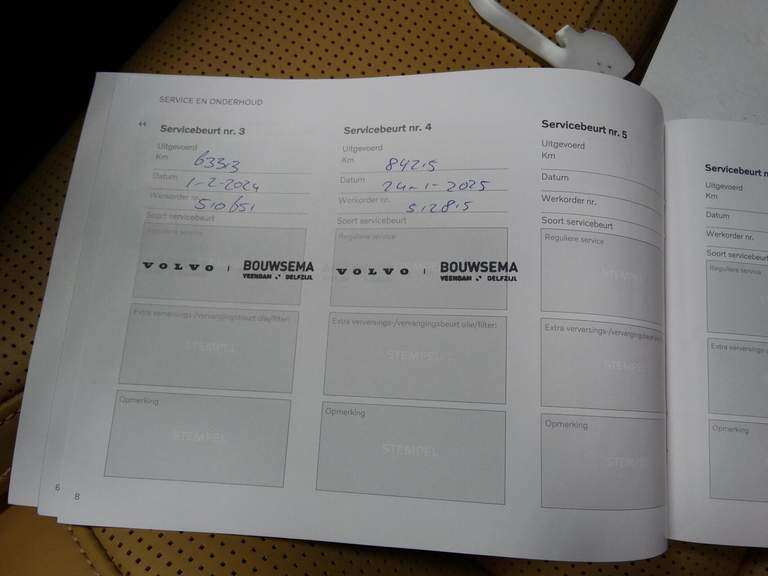 SERVICE EN ONDERHOUD
Servicebeurt nr. 3
Uitgevoerd
Km 63313
Datum 1-2-2024
Werkorder nr. 510651
Soort servicebeurt
Reguliere service
VOLVO | BOUWSEMA
VEENDAM DELFZIJL
Extra verversings-/vervangingsbeurt olie/filter:
STEMPEL
Opmerking
STEMPEL
Servicebeurt nr. 4
Uitgevoerd
Km 84215
Datum 24-1-2025
Werkorder nr. 512815
Soort servicebeurt
Reguliere service
VOLVO | BOUWSEMA
VEENDAM DELFZIJL
Extra verversings-/vervangingsbeurt olie/filter:
STEMPEL
Opmerking
STEMPEL
Servicebeurt nr. 5
Uitgevoerd
Km
Datum
Werkorder nr.
Soort servicebeurt
Reguliere service
STEMPEL
Extra verversings-/vervangingsbeurt
STEMPEL
Opmerking
STEMPEL
Servicebeurt n
Uitgevoerd
Km
Datum
Werkorder nr.
Soort servicebeurt
Reguliere service
Extra verversings-
Opmerking
6
8